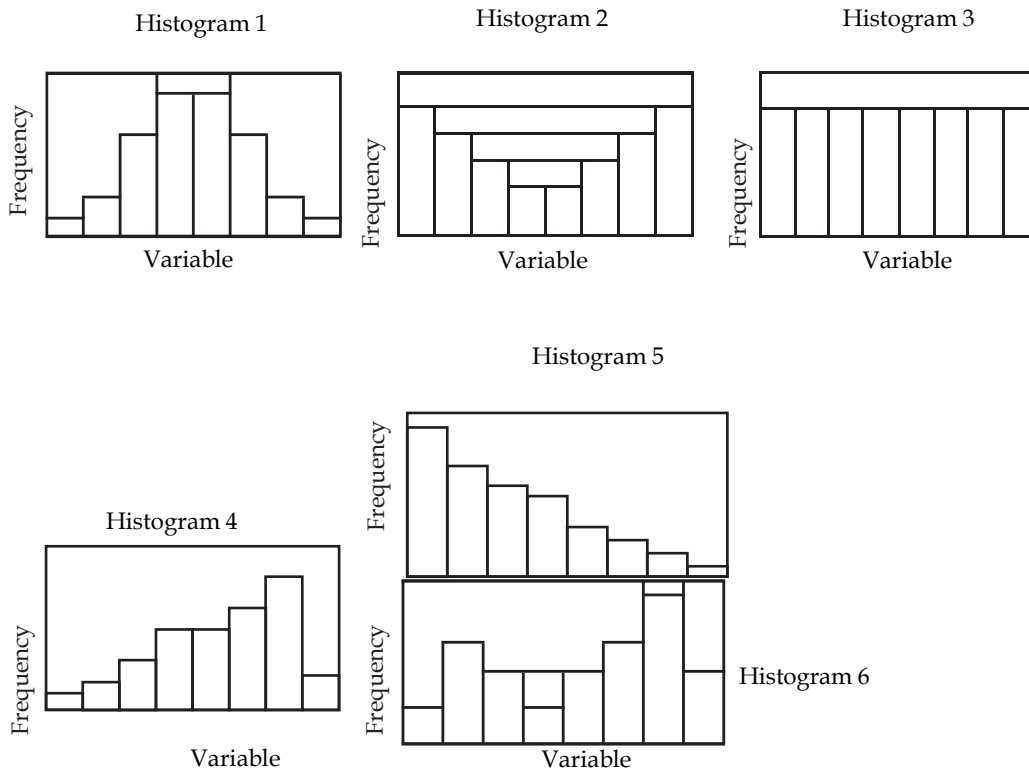 Histogram 1
Histogram 2
Histogram 3
Frequency
Variable
Frequency
Variable
Frequency
Variable
Histogram 5
Frequency
Histogram 4
Frequency
Variable
Frequency
Variable
Histogram 6